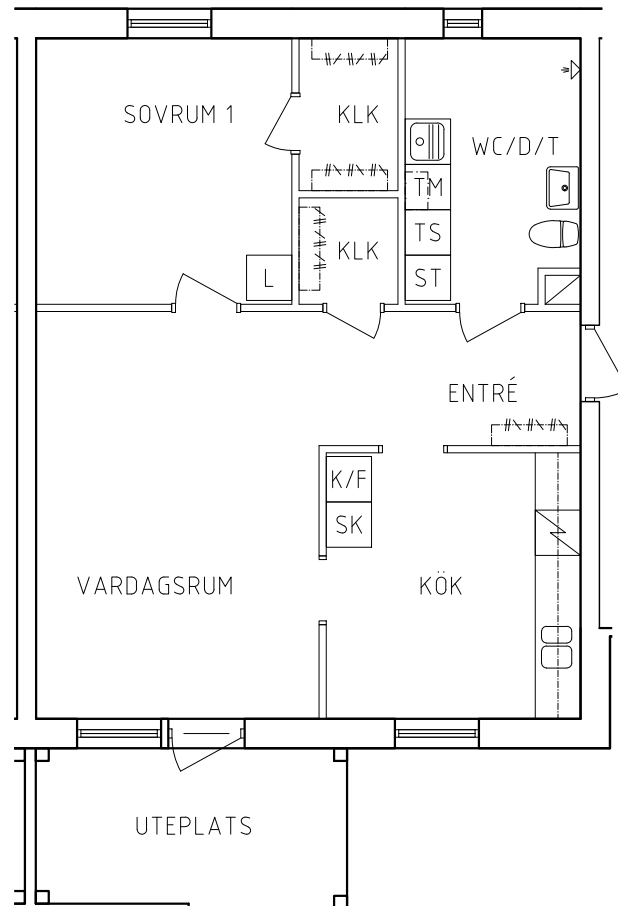 SOVRUM 1
KLK
WC/D/T
TM
TS
KLK
L
ST
ENTRÉ
K/F
SK
VARDAGSRUM
KÖK
UTEPLATS